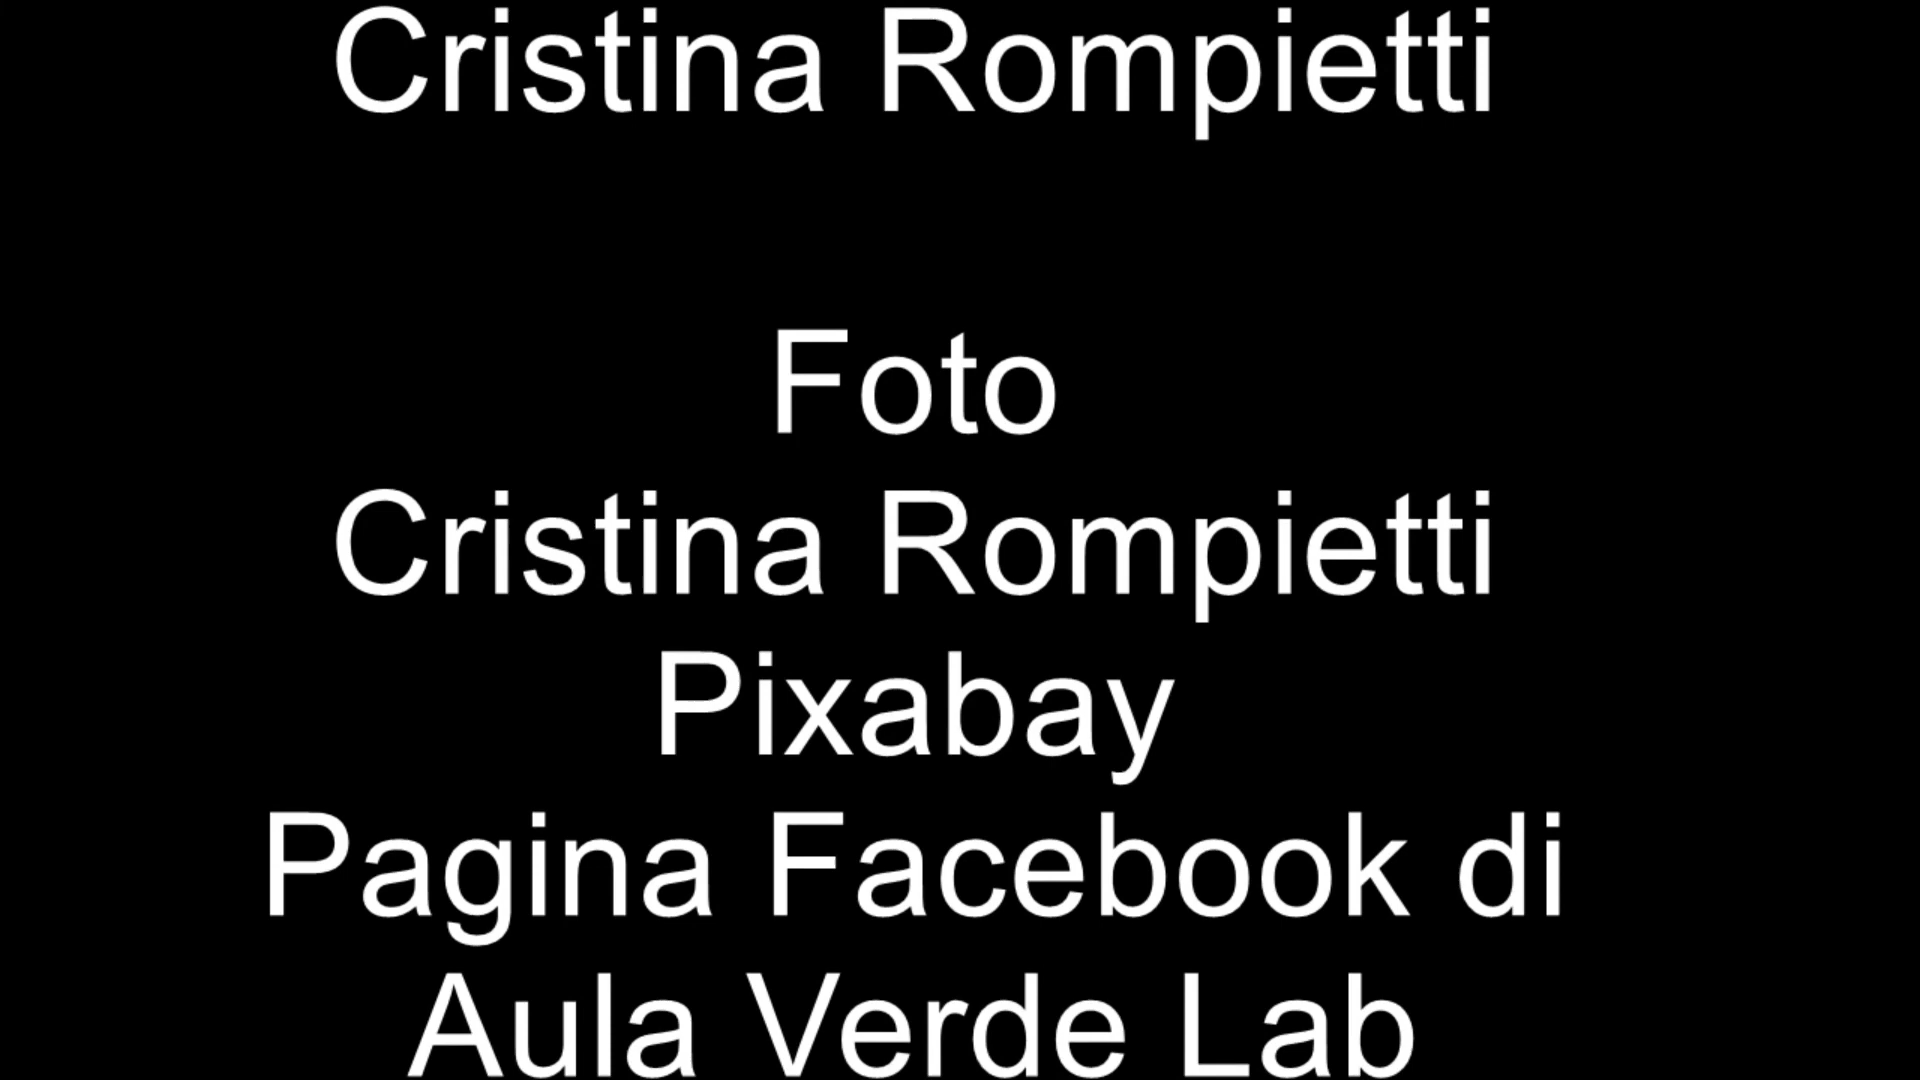 Cristina Rompietti
Foto
Cristina Rompietti
Pixabay
Pagina Facebook di
Aula Verde Lab